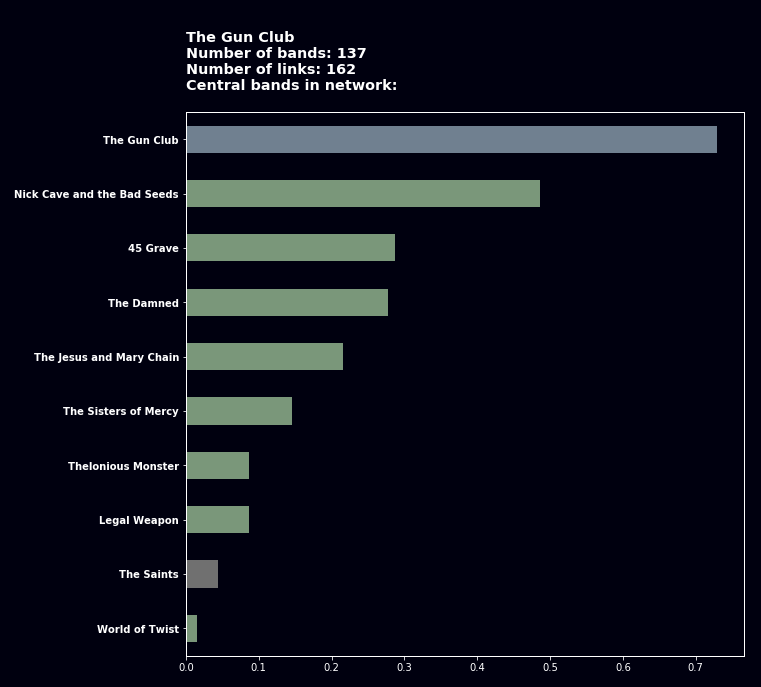 The Gun Club
Number of bands: 137
Number of links: 162
Central bands in network:
The Gun Club
Nick Cave and the Bad Seeds
45 Grave
The Damned
The Jesus and Mary Chain
The Sisters of Mercy
Thelonious Monster
Legal Weapon
The Saints
World of Twist
0.0 0.1 0.2 0.3 0.4 0.5 0.6 0.7